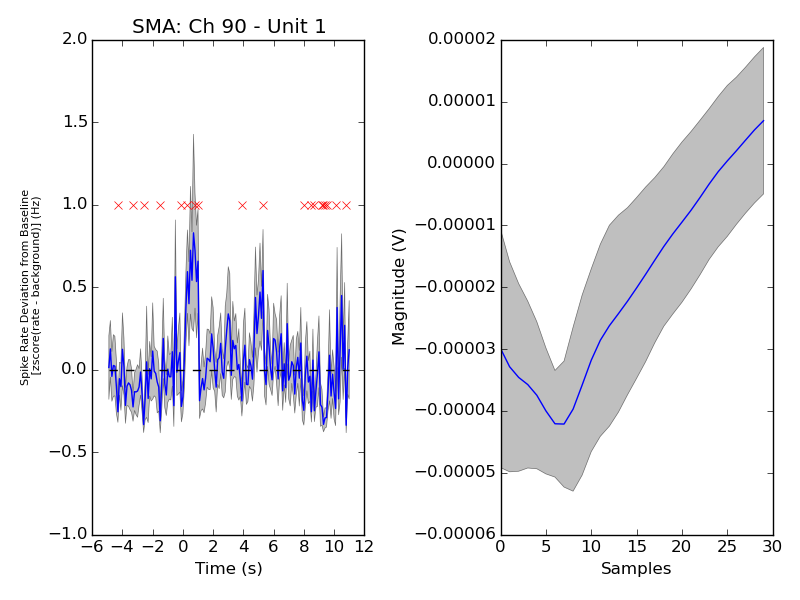 SMA: Ch 90 - Unit 1
2.0
1.5
1.0
0.5
0.0
−0.5
−1.0
−6 −4 −2 0 2 4 6 8 10 12
Time (s)
Spike Rate Deviation from Baseline
[zscore(rate - background)] (Hz)
0.00002
0.00001
0.00000
−0.00001
−0.00002
−0.00003
−0.00004
−0.00005
−0.00006
0 5 10 15 20 25 30
Samples
Magnitude (V)